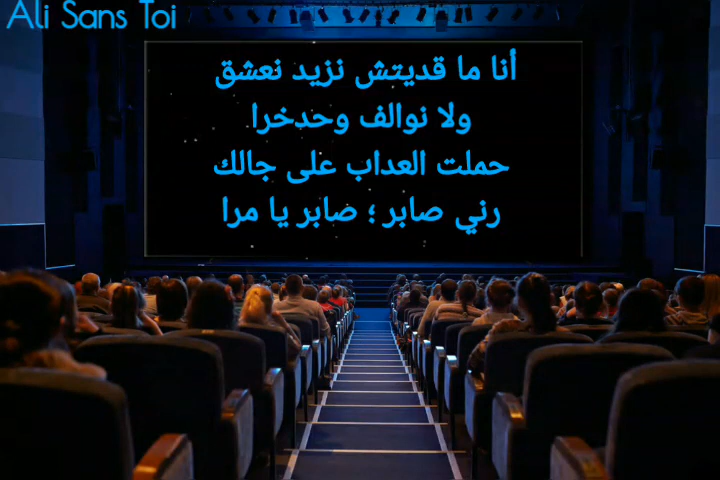 Ali Sans Toi
أنا ما قديتش نزيد نعشق
ولا نوالف وحدخرا
حملت العداب على جالك
رني صابر ؛ صابر يا مرا